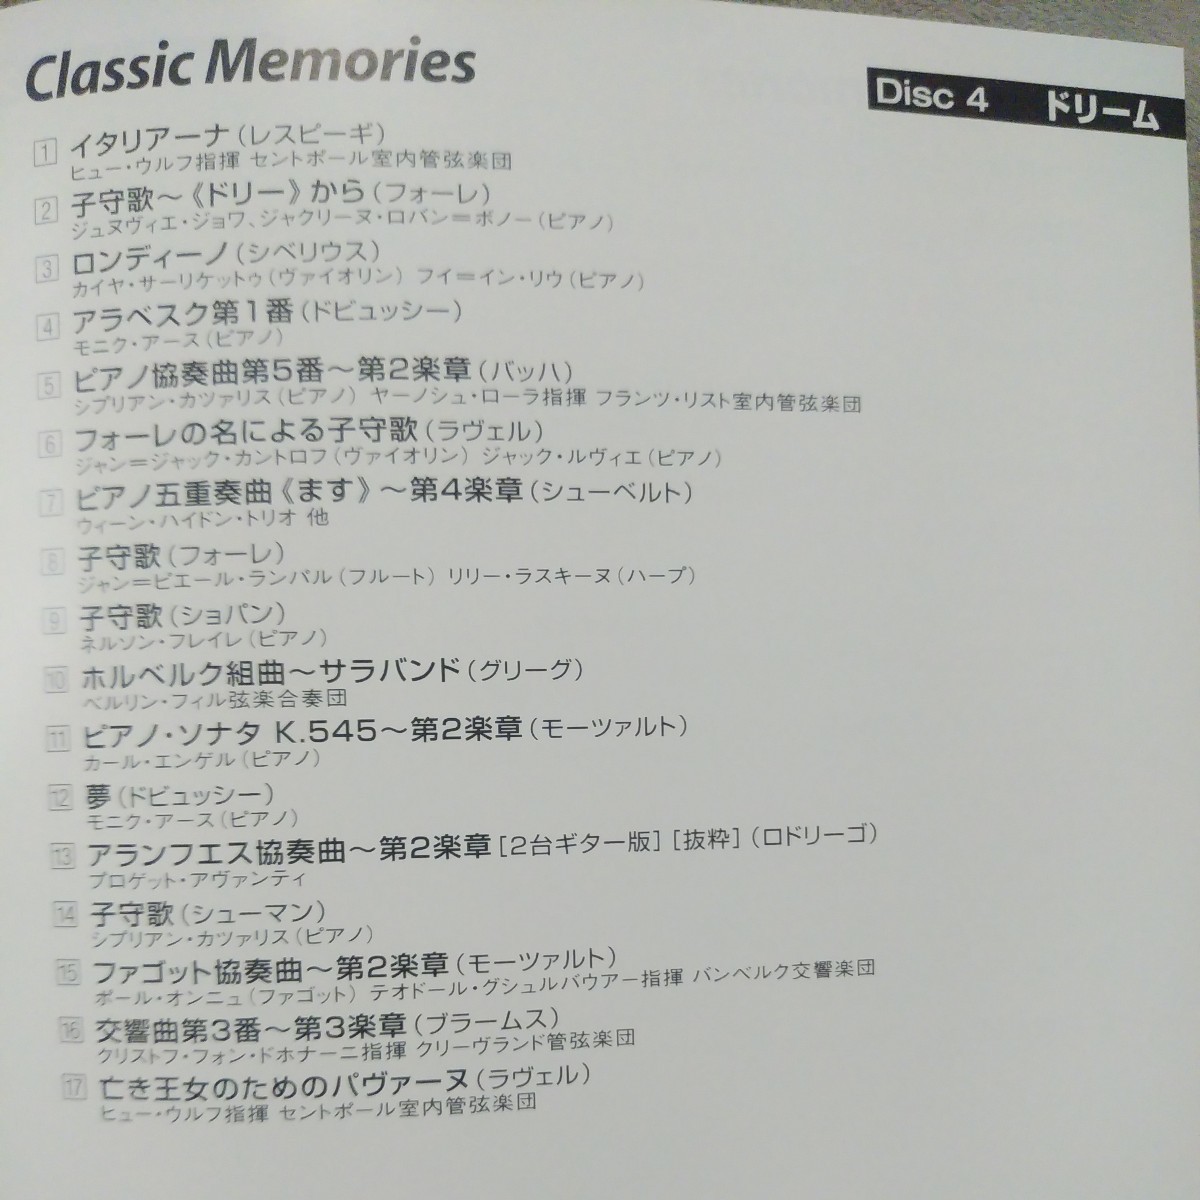 Classic Memories
Disc 4 ドリーム
1 イタリアーナ(レスピーギ)
ヒュー・ウルフ指揮 セントポール室内管弦楽団
2 子守歌～《ドリー》から(フォーレ)
ジュヌヴィエ・ジョワ、ジャクリーヌ・ロバン＝ボノー(ピアノ)
3 ロンディーノ(シベリウス)
カイヤ・サーリケットゥ(ヴァイオリン) フイ＝イン・リウ(ピアノ)
4 アラベスク第1番(ドビュッシー)
モニク・アース(ピアノ)
5 ピアノ協奏曲第5番～第2楽章(バッハ)
シプリアン・カツァリス(ピアノ) ヤーノシュ・ローラ指揮 フランツ・リスト室内管弦楽団
6 フォーレの名による子守歌(ラヴェル)
ジャン＝ジャック・カントロフ(ヴァイオリン) ジャック・ルヴィエ(ピアノ)
7 ピアノ五重奏曲《ます》～第4楽章(シューベルト)
ウィーン・ハイドン・トリオ 他
8 子守歌(フォーレ)
ジャン＝ピエール・ランパル(フルート) リリー・ラスキーヌ(ハープ)
9 子守歌(ショパン)
ネルソン・フレイレ(ピアノ)
10 ホルベルク組曲～サラバンド(グリーグ)
ベルリン・フィル弦楽合奏団
11 ピアノ・ソナタ K.545～第2楽章(モーツァルト)
カール・エンゲル(ピアノ)
12 夢(ドビュッシー)
モニク・アース(ピアノ)
13 アランフエス協奏曲～第2楽章[2台ギター版][抜粋](ロドリーゴ)
プロゲット・アヴァンティ
14 子守歌(シューマン)
シプリアン・カツァリス(ピアノ)
15 ファゴット協奏曲～第2楽章(モーツァルト)
ポール・オンニュ(ファゴット) テオドール・グシュルバウアー指揮 バンベルク交響楽団
16 交響曲第3番～第3楽章(ブラームス)
クリストフ・フォン・ドホナーニ指揮 クリーヴランド管弦楽団
17 亡き王女のためのパヴァーヌ(ラヴェル)
ヒュー・ウルフ指揮 セントポール室内管弦楽団